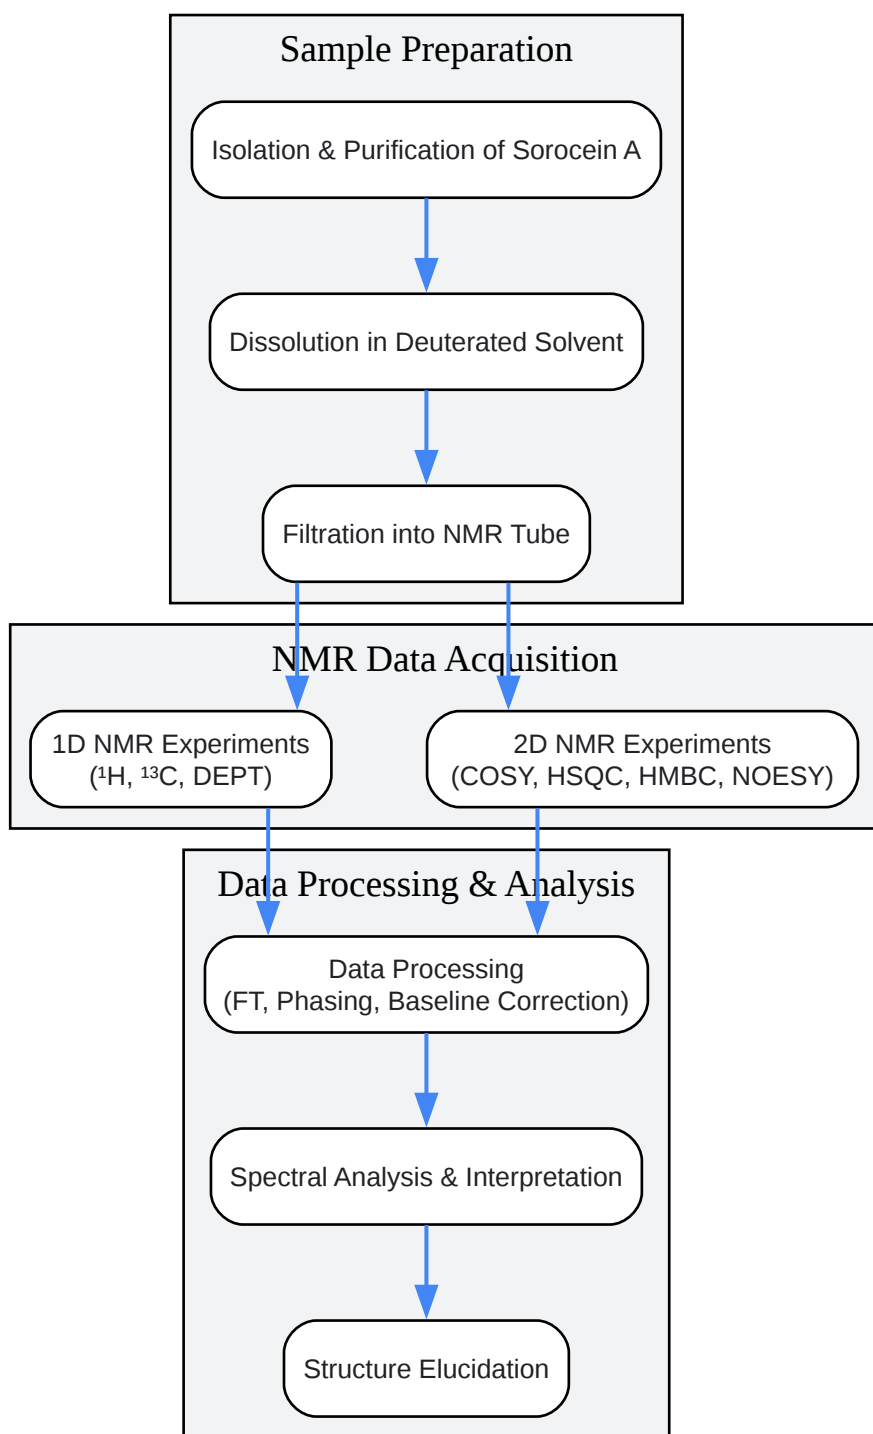 Sample Preparation
Isolation & Purification of Sorocein A
Dissolution in Deuterated Solvent
Filtration into NMR Tube
NMR Data Acquisition
1D NMR Experiments
(¹H, ¹³C, DEPT)
2D NMR Experiments
(COSY, HSQC, HMBC, NOESY)
Data Processing & Analysis
Data Processing
(FT, Phasing, Baseline Correction)
Spectral Analysis & Interpretation
Structure Elucidation